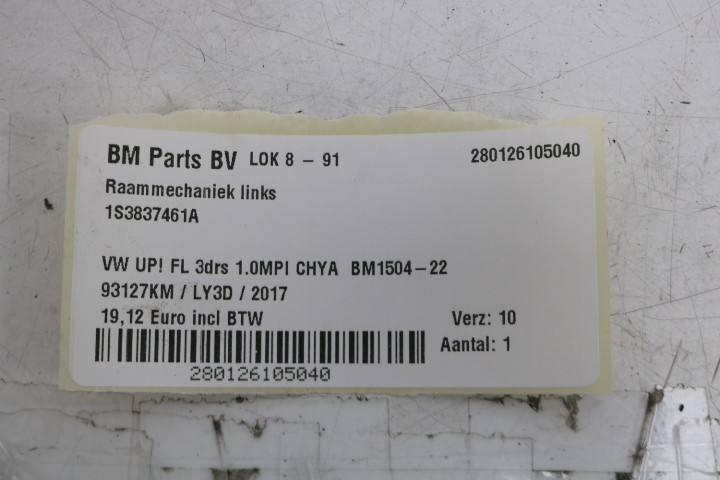 BM Parts BV LOK 8 - 91 280126105040
Raammechaniek links
1S3837461A
VW UP! FL 3drs 1.0MPI CHYA BM1504-22
93127KM / LY3D / 2017
19,12 Euro incl BTW Verz: 10
Aantal: 1
280126105040